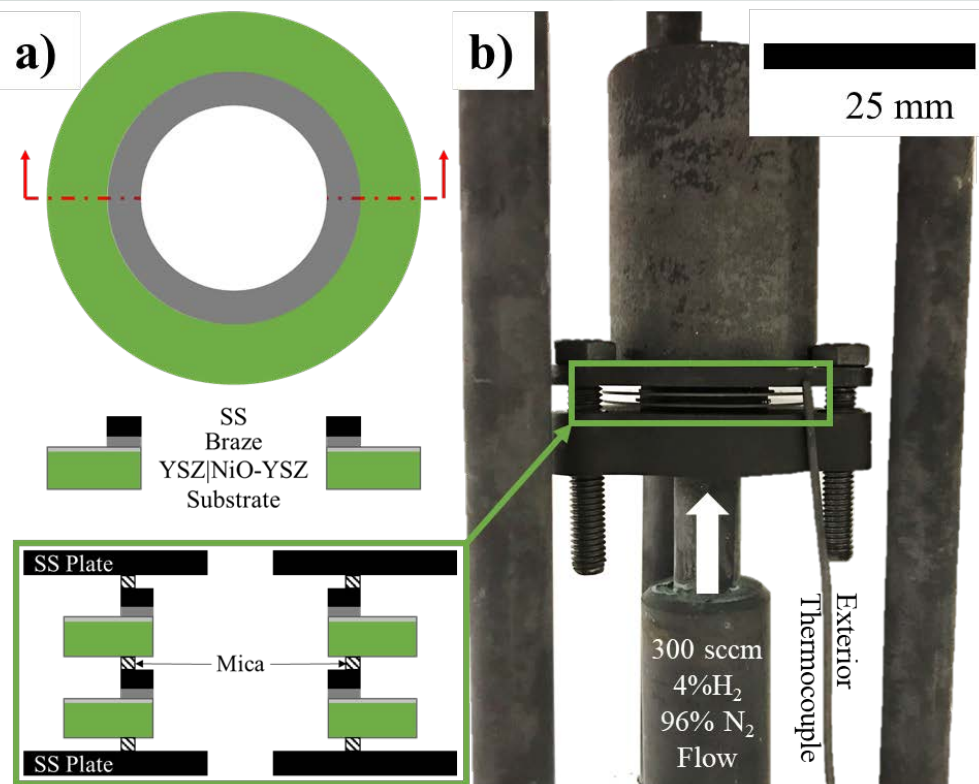 a)
SS
Braze
YSZ|NiO-YSZ
Substrate
SS Plate
Mica
SS Plate
b)
25 mm
300 sccm
4%H₂
96% N₂
Flow
Exterior
Thermocouple